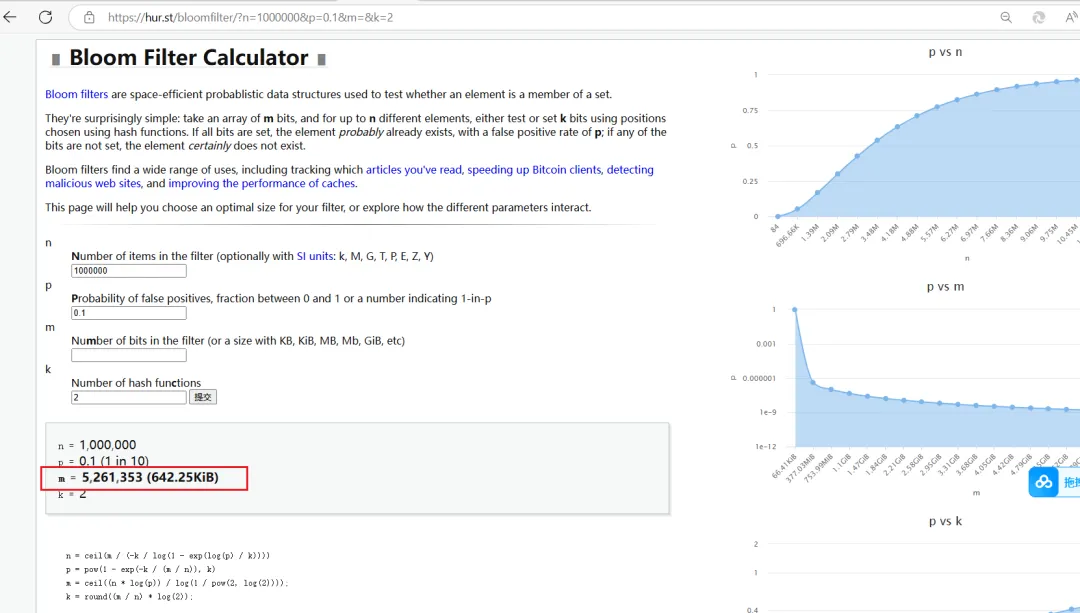 https://hur.st/bloomfilter/?n=1000000&p=0.1&m=&k=2
Bloom Filter Calculator
Bloom filters are space-efficient probablistic data structures used to test whether an element is a member of a set.
They're surprisingly simple: take an array of m bits, and for up to n different elements, either test or set k bits using positions
chosen using hash functions. If all bits are set, the element probably already exists, with a false positive rate of p; if any of the
bits are not set, the element certainly does not exist.
Bloom filters find a wide range of uses, including tracking which articles you've read, speeding up Bitcoin clients, detecting
malicious web sites, and improving the performance of caches.
This page will help you choose an optimal size for your filter, or explore how the different parameters interact.
n
Number of items in the filter (optionally with SI units: k, M, G, T, P, E, Z, Y)
1000000
p
Probability of false positives, fraction between 0 and 1 or a number indicating 1-in-p
0.1
m
Number of bits in the filter (or a size with KB, KiB, MB, Mb, GiB, etc)
k
Number of hash functions
2 提交
n = 1,000,000
p = 0.1 (1 in 10)
m = 5,261,353 (642.25KiB)
k = 2
n = ceil(m / (-k / log(1 - exp(log(p) / k))))
p = pow(1 - exp(-k / (m / n)), k)
m = ceil((n * log(p)) / log(1 / pow(2, log(2))));
k = round((m / n) * log(2));
p vs n
1
0.75
0.5
0.25
0
p
84
696.66K
1.39M
2.09M
2.79M
3.48M
4.18M
4.88M
5.57M
6.27M
6.97M
7.66M
8.36M
9.06M
9.75M
10.45M
n
p vs m
1
0.001
0.000001
1e-9
1e-12
p
66.41KiB
377.03MiB
753.99MiB
1.1GiB
1.47GiB
1.84GiB
2.21GiB
2.58GiB
2.95GiB
3.31GiB
3.68GiB
4.05GiB
4.42GiB
4.79GiB
m
p vs k
2
1
0.4